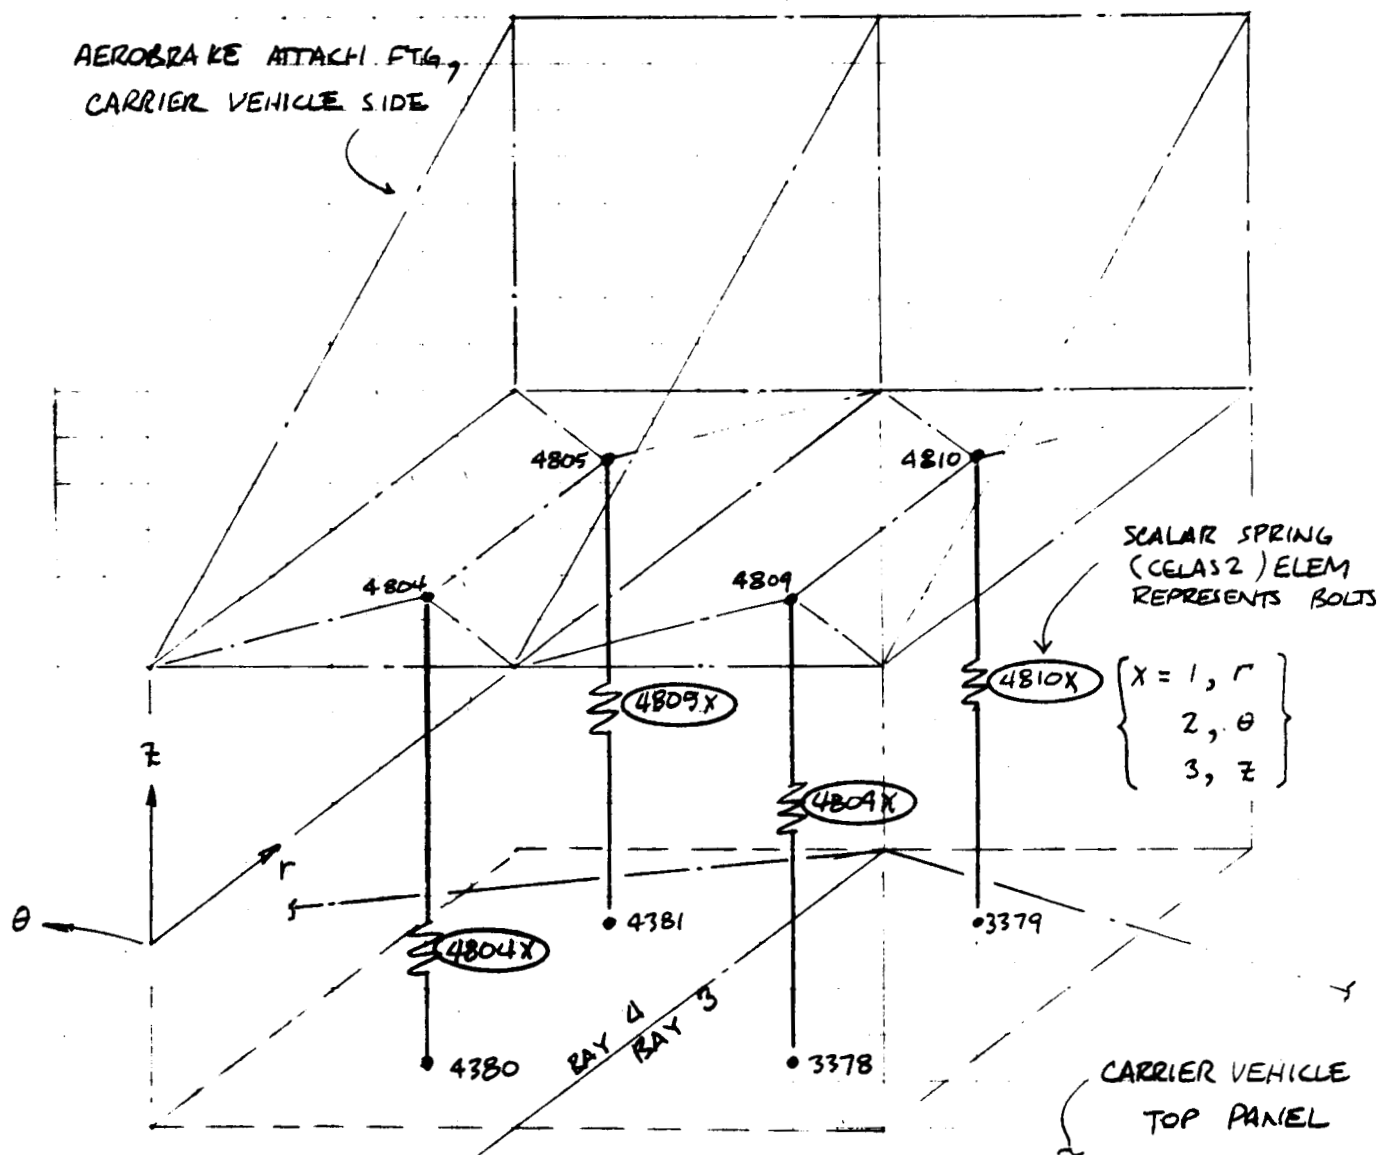 AEROBRAKE ATTACH. FTG,
CARRIER VEHICLE SIDE
4805
4810
SCALAR SPRING
(CELAS2) ELEM
REPRESENTS BOLTS
4804
4809
4810X
{ X = 1, r
2, θ
3, z }
4805X
4809X
z
r
θ
4381
3379
4804X
BAY 4
BAY 3
4380
3378
CARRIER VEHICLE
TOP PANEL